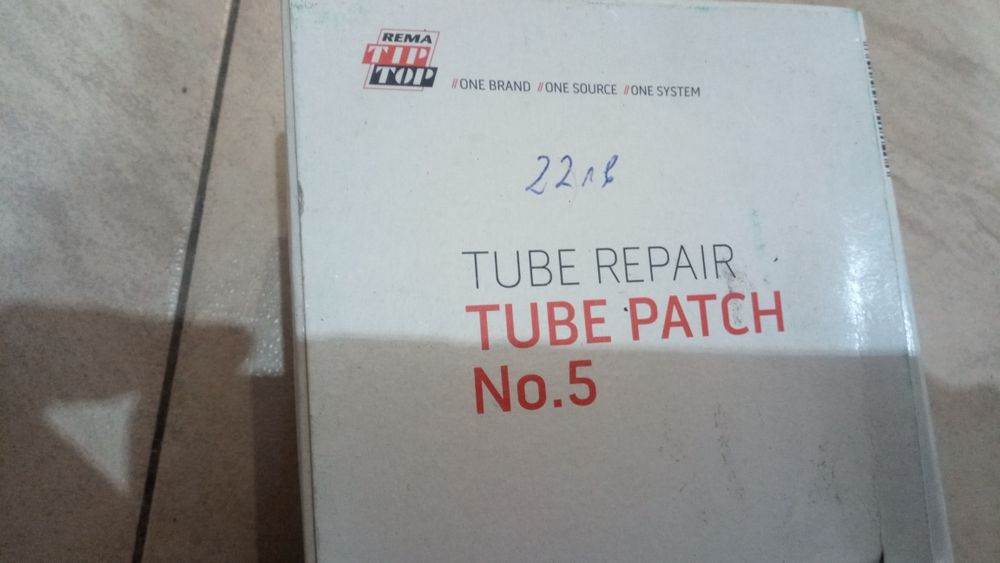 REMA
TIP
TOP
//ONE BRAND //ONE SOURCE //ONE SYSTEM
22лв
TUBE REPAIR
TUBE PATCH
No.5